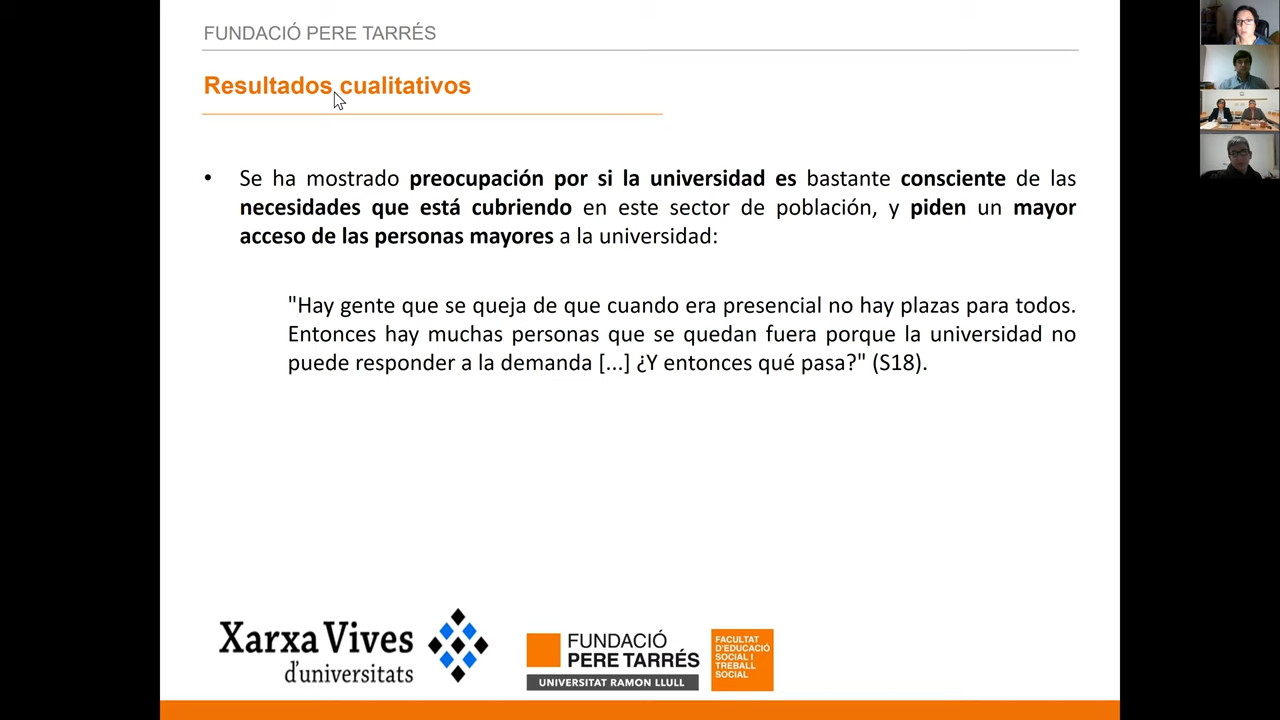 FUNDACIÓ PERE TARRÉS
Resultados cualitativos
• Se ha mostrado preocupación por si la universidad es bastante consciente de las
necesidades que está cubriendo en este sector de población, y piden un mayor
acceso de las personas mayores a la universidad:
"Hay gente que se queja de que cuando era presencial no hay plazas para todos.
Entonces hay muchas personas que se quedan fuera porque la universidad no
puede responder a la demanda [...] ¿Y entonces qué pasa?" (S18).
Xarxa Vives
d'universitats
FUNDACIÓ
PERE TARRÉS
UNIVERSITAT RAMON LLULL
FACULTAT
D'EDUCACIÓ
SOCIAL I
TREBALL
SOCIAL